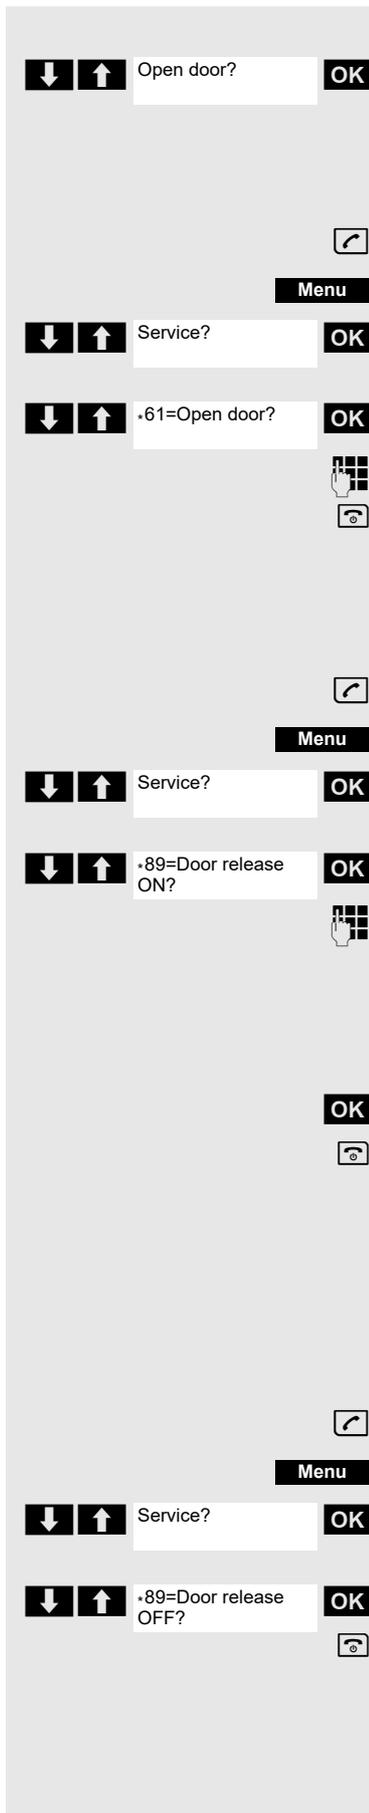 Open door? OK
Menu
Service? OK
*61=Open door? OK
Menu
Service? OK
*89=Door release OK
ON?
OK
Menu
Service? OK
*89=Door release OK
OFF?